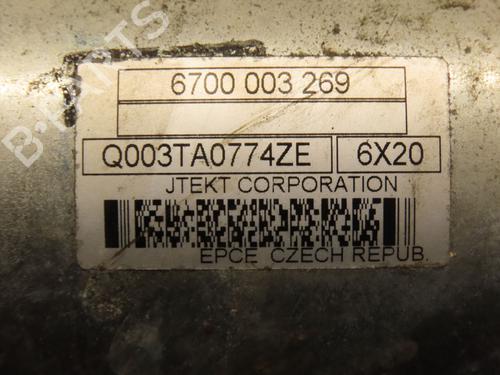 B-PARTS
6700 003 269
Q003TA0774ZE 6X20
JTEKT CORPORATION
EPCE CZECH REPUB.